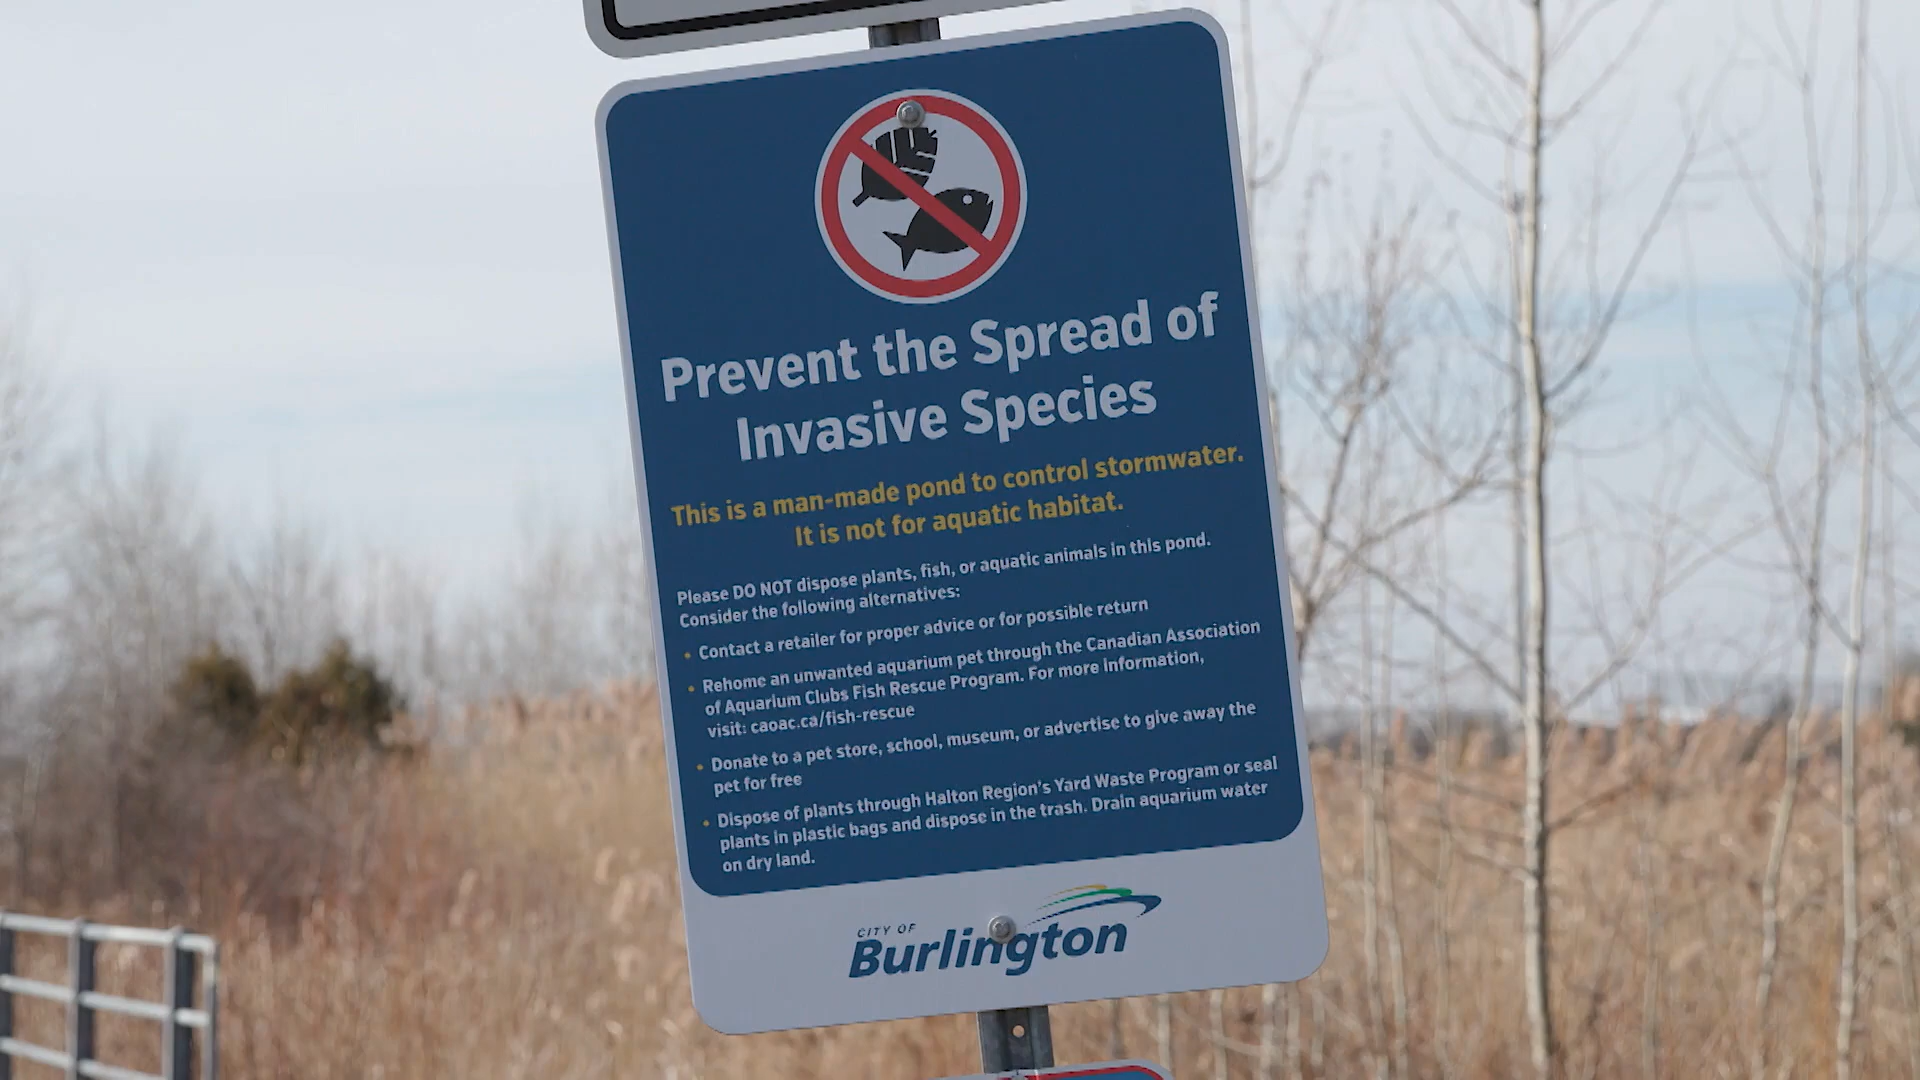 Prevent the Spread of
Invasive Species
This is a man-made pond to control stormwater.
It is not for aquatic habitat.
Please DO NOT dispose plants, fish, or aquatic animals in this pond.
Consider the following alternatives:
• Contact a retailer for proper advice or for possible return
• Rehome an unwanted aquarium pet through the Canadian Association
of Aquarium Clubs Fish Rescue Program. For more information,
visit: caoac.ca/fish-rescue
• Donate to a pet store, school, museum, or advertise to give away the
pet for free
• Dispose of plants through Halton Region's Yard Waste Program or seal
plants in plastic bags and dispose in the trash. Drain aquarium water
on dry land.
CITY OF
Burlington